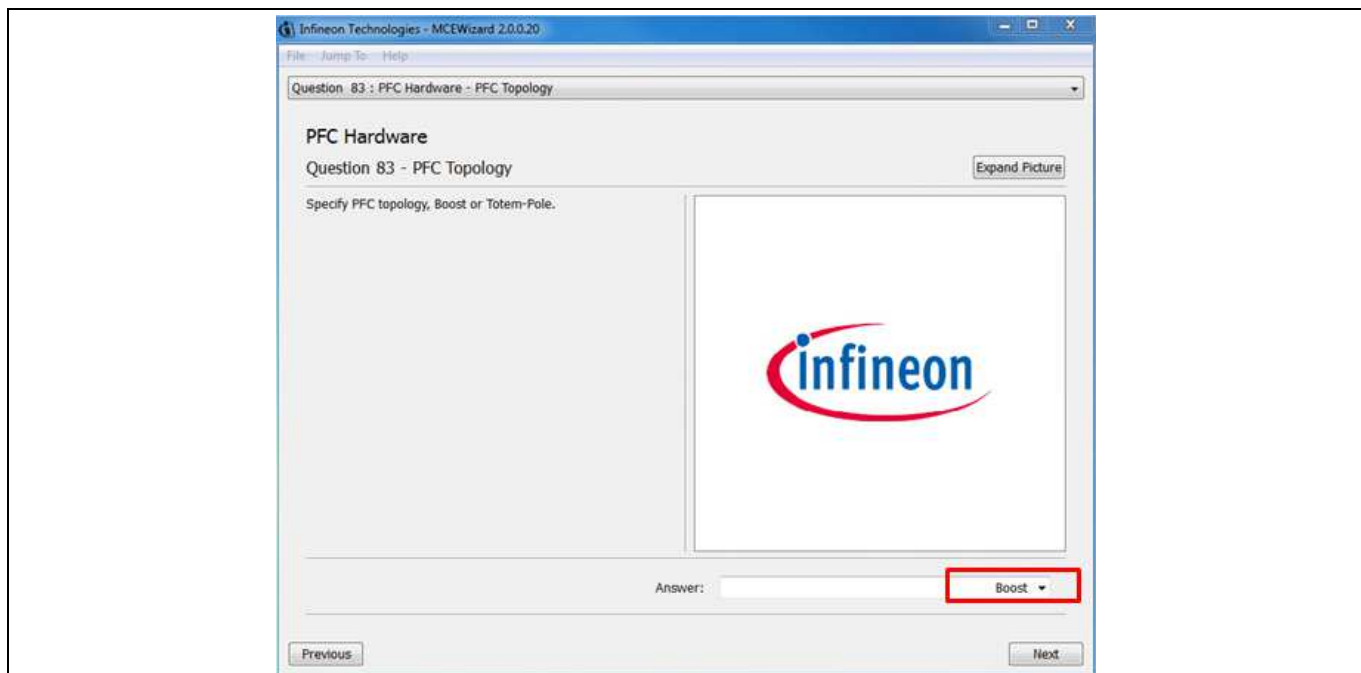 Infineon Technologies - MCEWizard 2.0.0.20
File Jump To Help
Question 83 : PFC Hardware - PFC Topology
PFC Hardware
Question 83 - PFC Topology
Expand Picture
Specify PFC topology, Boost or Totem-Pole.
infineon
Answer:
Boost
Previous
Next